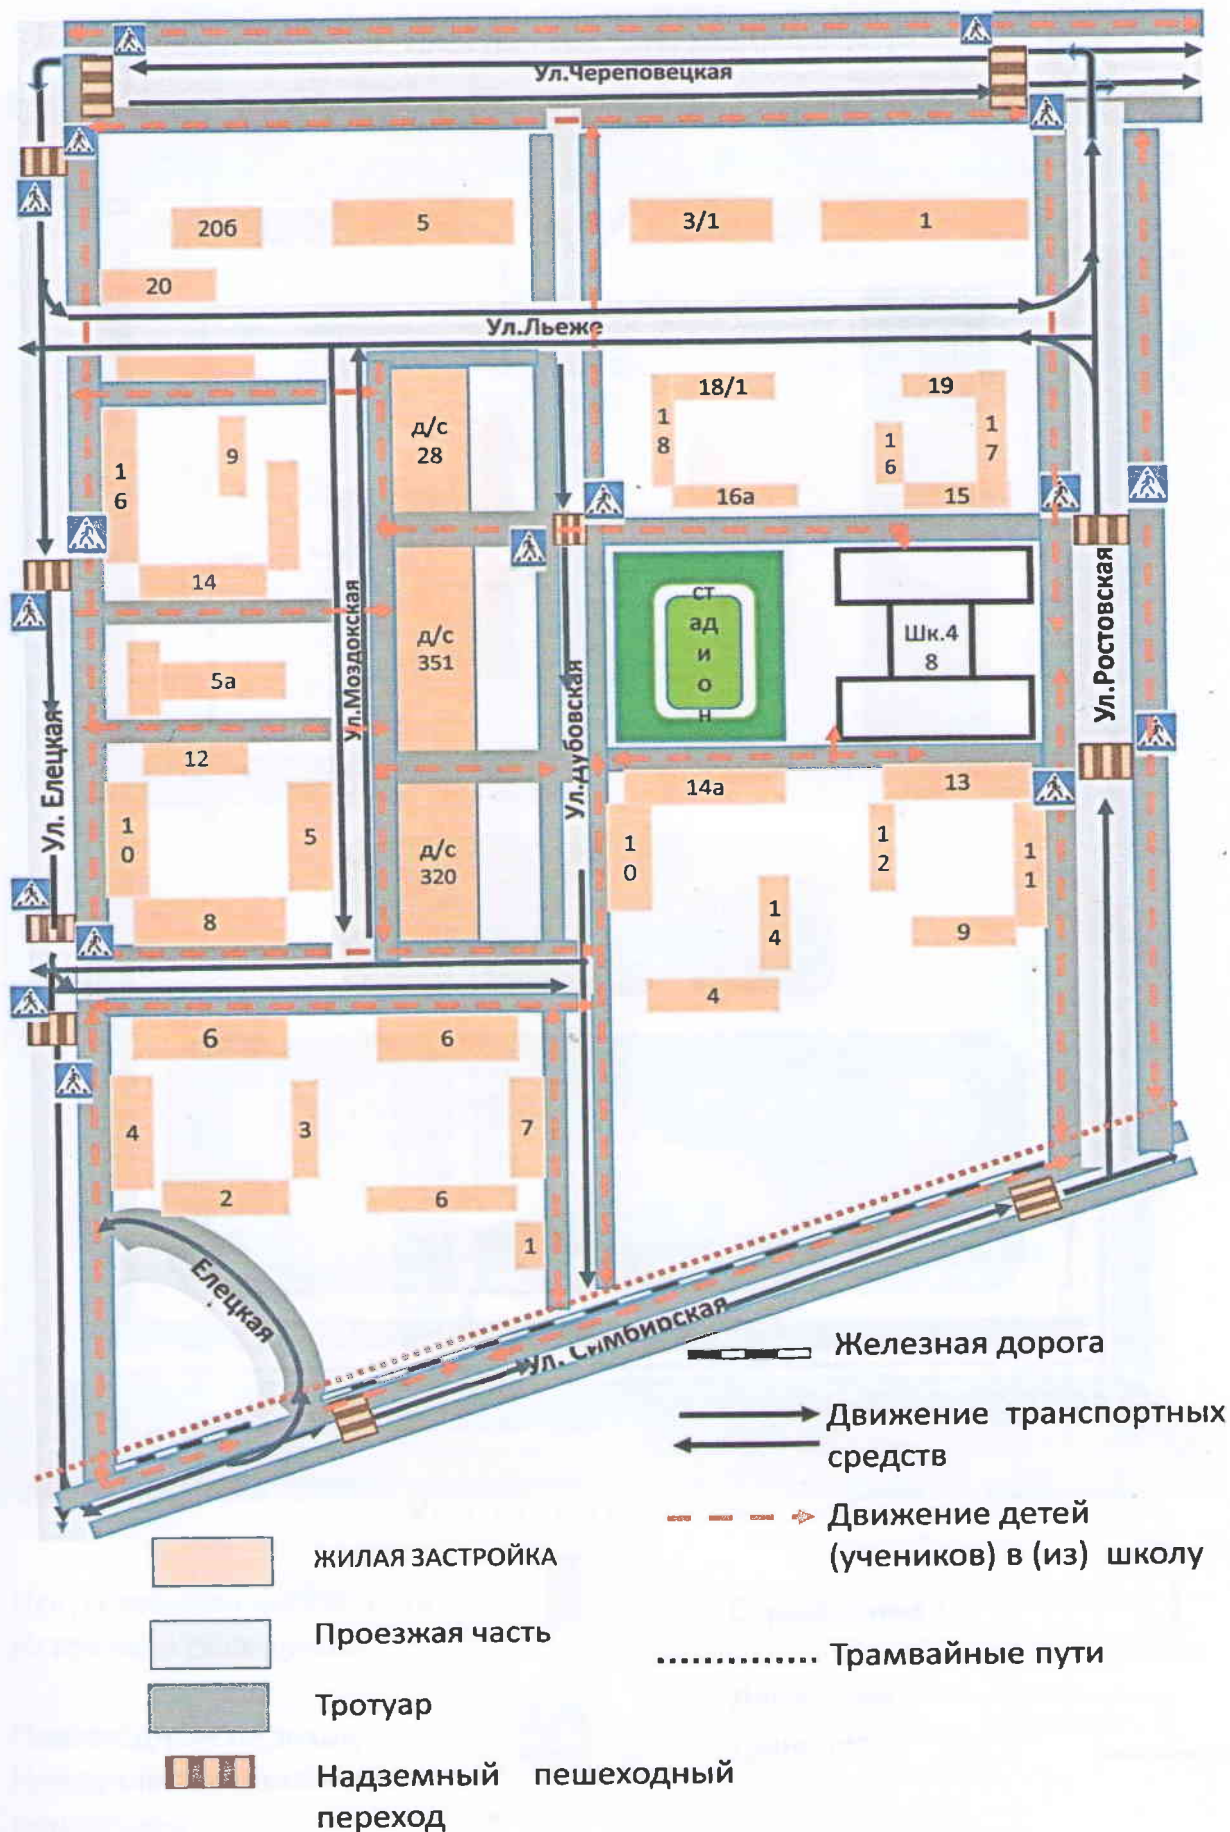 Ул.Череповецкая
20б
5
3/1
1
20
Ул.Льеже
18/1
19
1
8
1
7
1
6
16а
15
д/с
28
9
1
6
14
Ул.Моздокская
д/с
351
ст
ад
и
о
н
Шк.4
8
Ул.Ростовская
5а
12
Ул. Елецкая
Ул.Дубовская
14а
13
1
0
5
д/с
320
1
0
1
2
1
1
1
4
9
8
4
6
6
4
3
7
2
6
1
Елецкая
Ул. Симбирская
Железная дорога
Движение транспортных
средств
Движение детей
(учеников) в (из) школу
Трамвайные пути
ЖИЛАЯ ЗАСТРОЙКА
Проезжая часть
Тротуар
Надземный пешеходный
переход